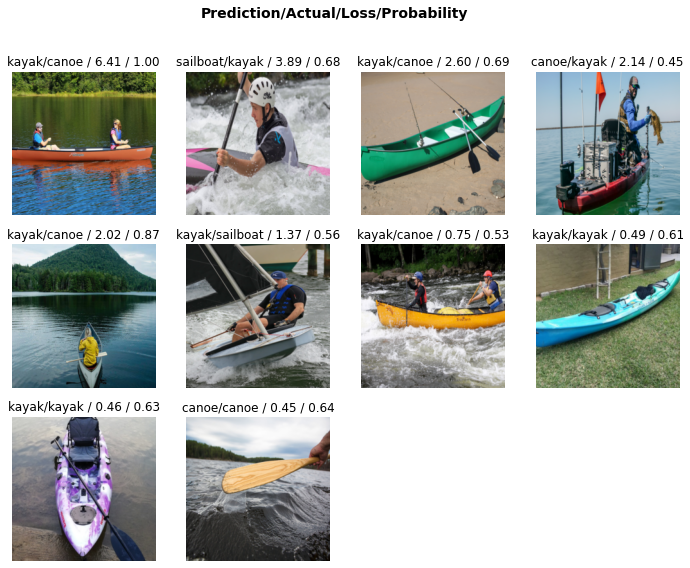 Prediction/Actual/Loss/Probability
kayak/canoe / 6.41 / 1.00
sailboat/kayak / 3.89 / 0.68
kayak/canoe / 2.60 / 0.69
canoe/kayak / 2.14 / 0.45
kayak/canoe / 2.02 / 0.87
kayak/sailboat / 1.37 / 0.56
kayak/canoe / 0.75 / 0.53
kayak/kayak / 0.49 / 0.61
kayak/kayak / 0.46 / 0.63
canoe/canoe / 0.45 / 0.64